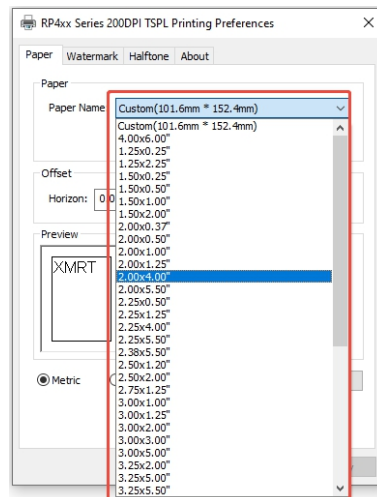 RP4xx Series 200DPI TSPL Printing Preferences
Paper Watermark Halftone About
Paper
Paper Name: Custom(101.6mm * 152.4mm)
Custom(101.6mm * 152.4mm)
4.00x6.00"
1.25x0.25"
1.25x2.25"
1.50x0.25"
1.50x0.50"
1.50x1.00"
1.50x2.00"
2.00x0.37"
2.00x0.50"
2.00x1.00"
2.00x1.25"
2.00x4.00"
2.00x5.50"
2.25x0.50"
2.25x1.25"
2.25x4.00"
2.25x5.50"
2.38x5.50"
2.50x1.20"
2.50x2.00"
2.75x1.25"
3.00x1.00"
3.00x1.25"
3.00x2.00"
3.00x3.00"
3.00x5.00"
3.25x2.00"
3.25x5.00"
3.25x5.50"
Offset
Horizon:
Preview
XMRT
Metric